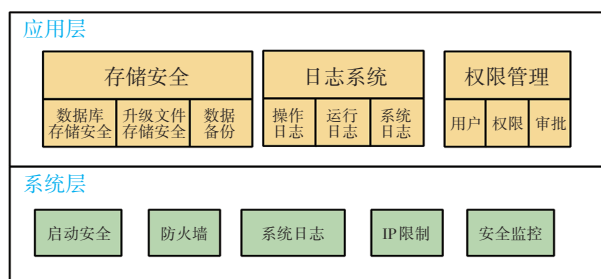 应用层
存储安全 日志系统 权限管理
数据库 升级文件 数据 操作 运行 系统
存储安全 存储安全 备份 日志 日志 日志 用户 权限 审批
系统层
启动安全 防火墙 系统日志 IP限制 安全监控